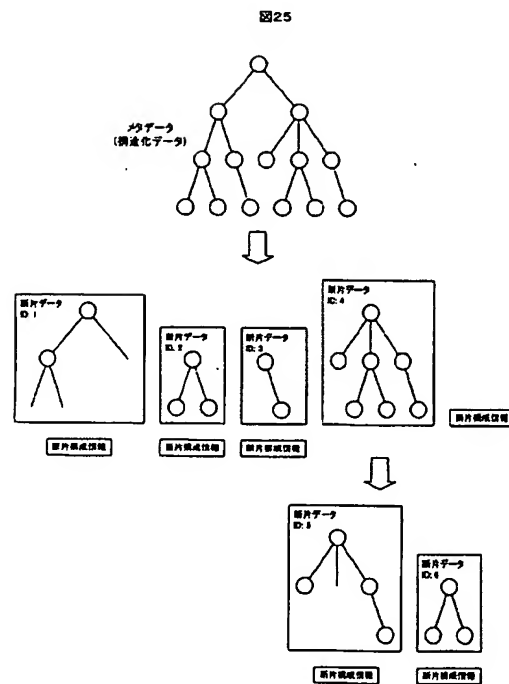 図25
メタデータ
(構造化データ)
断片データ
ID: 1
断片データ
ID: 2
断片データ
ID: 3
断片データ
ID: 4
断片構成情報
断片構成情報
断片構成情報
断片構成情報
断片データ
ID: 5
断片データ
ID: 6
断片構成情報
断片構成情報